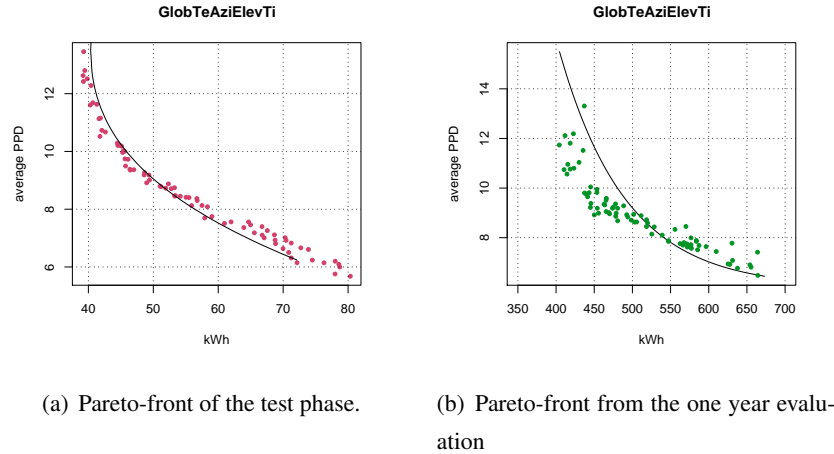 GlobTeAziElevTi
average PPD
12
10
8
6
40 50 60 70 80
kWh
(a) Pareto-front of the test phase.
GlobTeAziElevTi
average PPD
14
12
10
8
350 400 450 500 550 600 650 700
kWh
(b) Pareto-front from the one year evalu-
ation